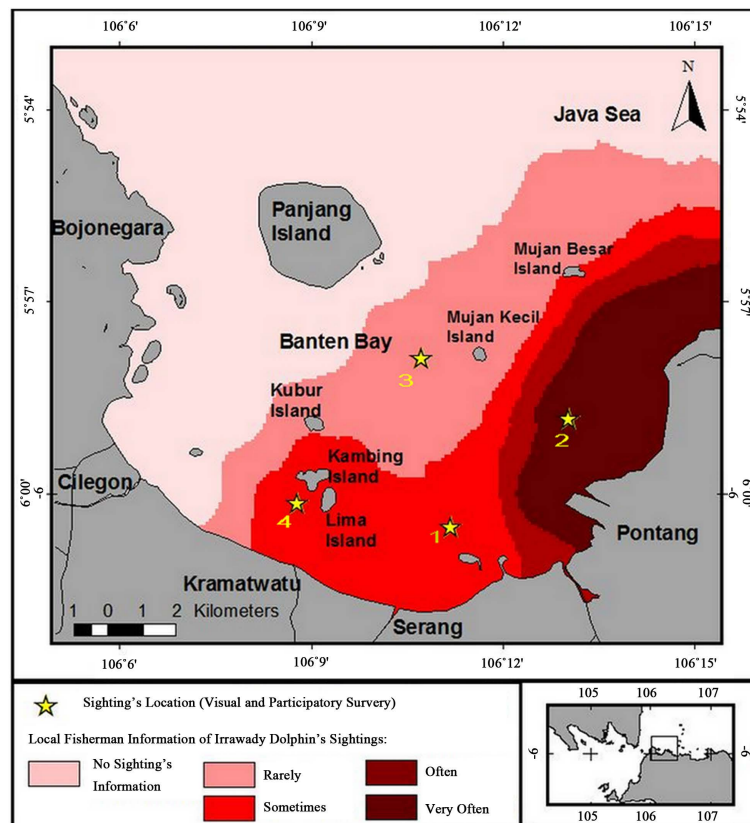 106°6' 106°9' 106°12' 106°15'
N
Java Sea
5°54' 5°54'
Bojonegara
Panjang
Island
Mujan Besar
Island
5°57' 5°57'
Mujan Kecil
Island
Banten Bay
3
Kubur
Island
2
Kambing
Island
Cilegon
6°00' -6 -6 6°00'
4
Lima
Island
1
Pontang
Kramatwatu
1 0 1 2 Kilometers
Serang
106°6' 106°9' 106°12' 106°15'
Sighting's Location (Visual and Participatory Survery)
Local Fisherman Information of Irrawady Dolphin's Sightings:
No Sighting's
Information
Rarely
Often
Sometimes
Very Often
105 106 107
-6 -6
105 106 107